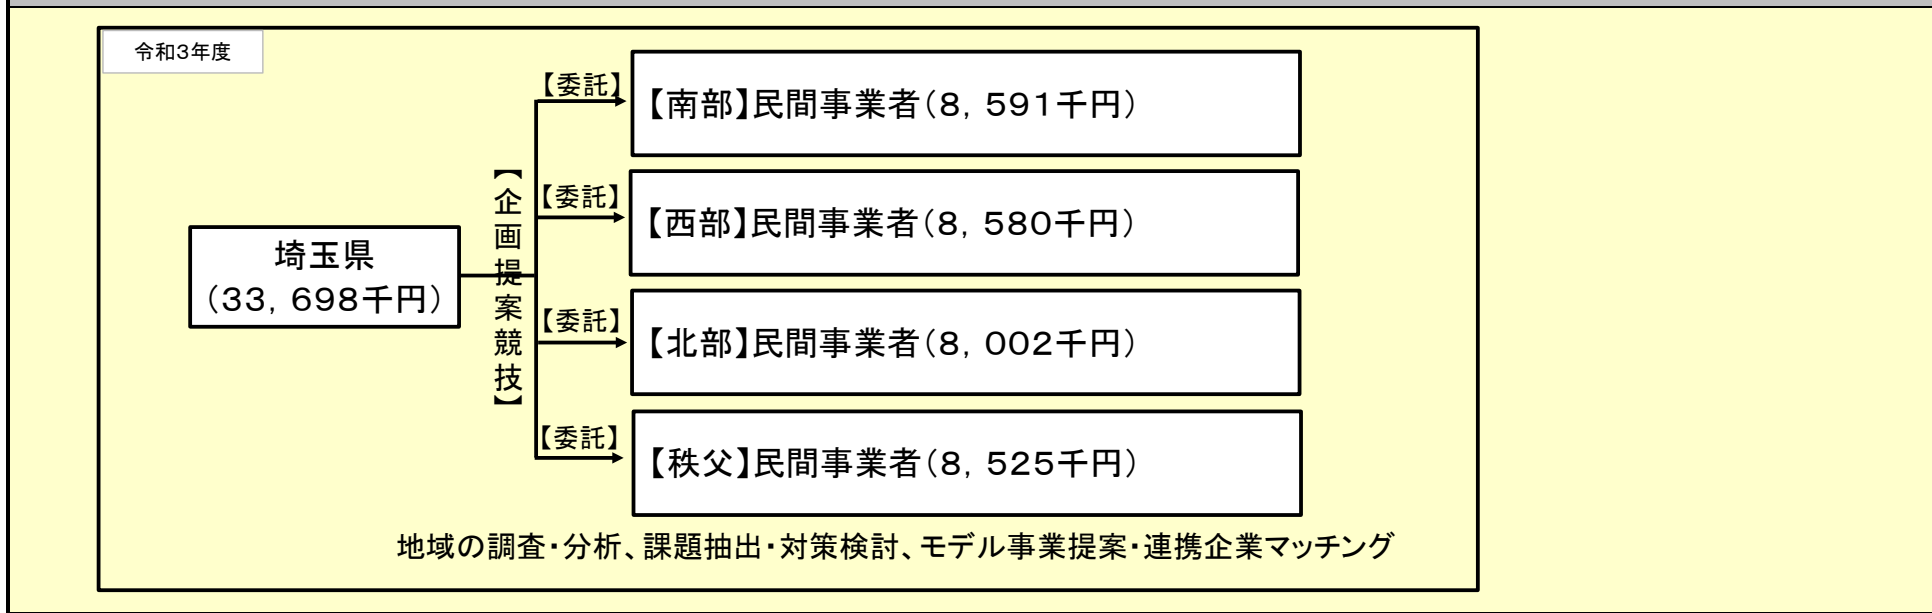 令和3年度
埼玉県
（33，698千円）
【企画提案競技】
【委託】
【南部】民間事業者（8，591千円）
【委託】
【西部】民間事業者（8，580千円）
【委託】
【北部】民間事業者（8，002千円）
【委託】
【秩父】民間事業者（8，525千円）
地域の調査・分析、課題抽出・対策検討、モデル事業提案・連携企業マッチング